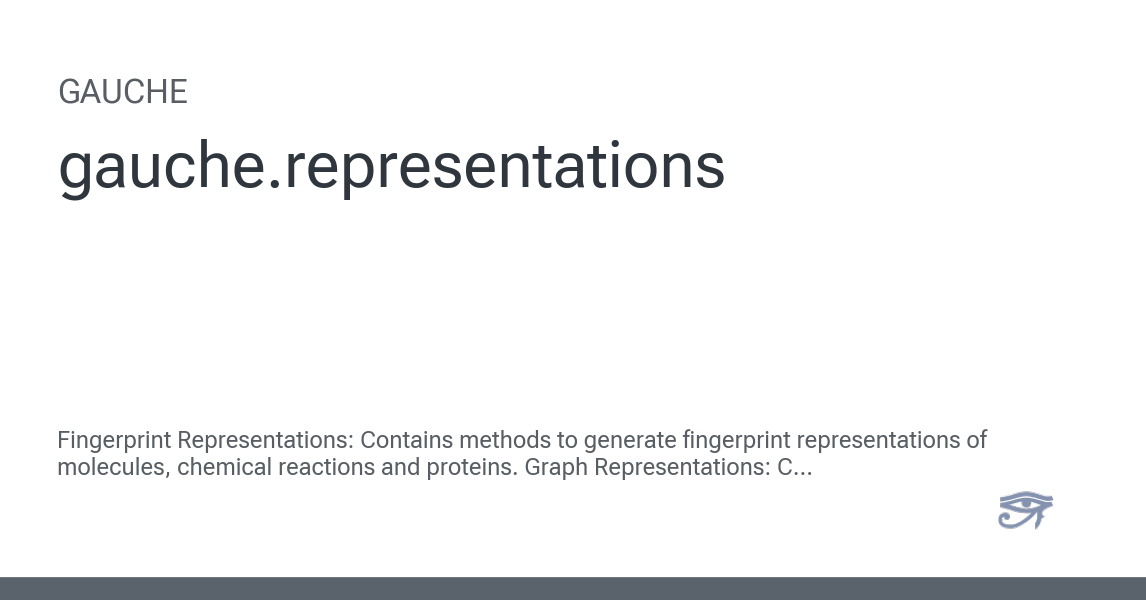 GAUCHE
gauche.representations
Fingerprint Representations: Contains methods to generate fingerprint representations of
molecules, chemical reactions and proteins. Graph Representations: C...